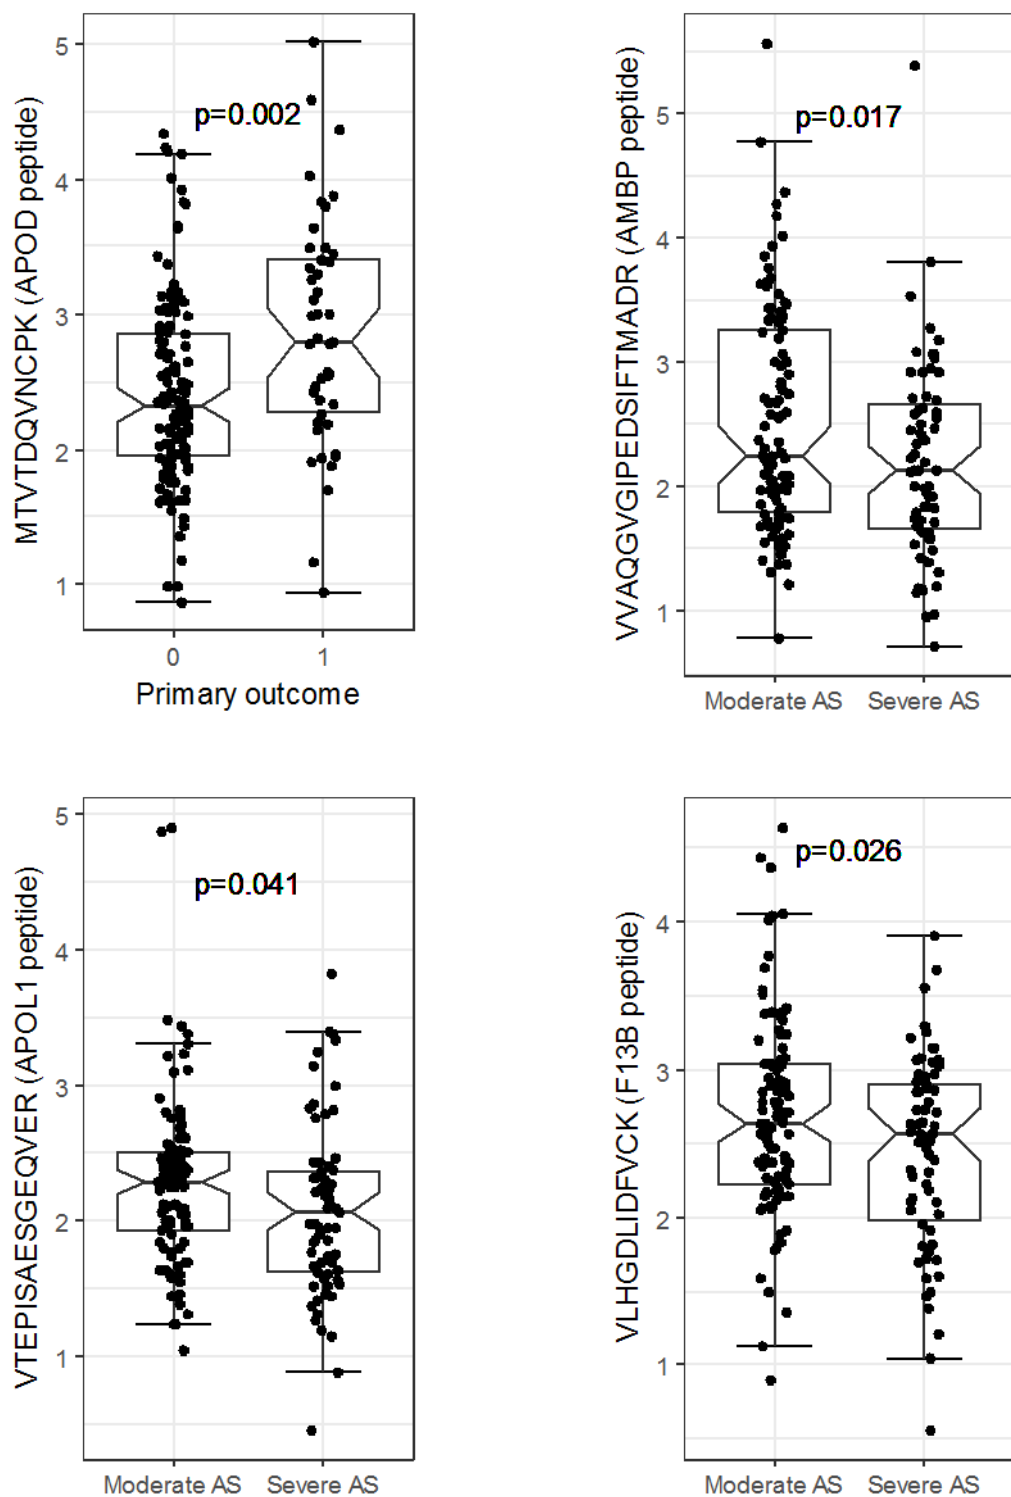 MTVTDQVNCPK (APOD peptide)
5
4
3
2
1
p=0.002
0 1
Primary outcome
VVAQGVGIPEDSIFTMADR (AMBP peptide)
5
4
3
2
1
p=0.017
Moderate AS Severe AS
VTEPISAESGEQVER (APOL1 peptide)
5
4
3
2
1
p=0.041
Moderate AS Severe AS
VLHGDLIDFVCK (F13B peptide)
4
3
2
1
p=0.026
Moderate AS Severe AS